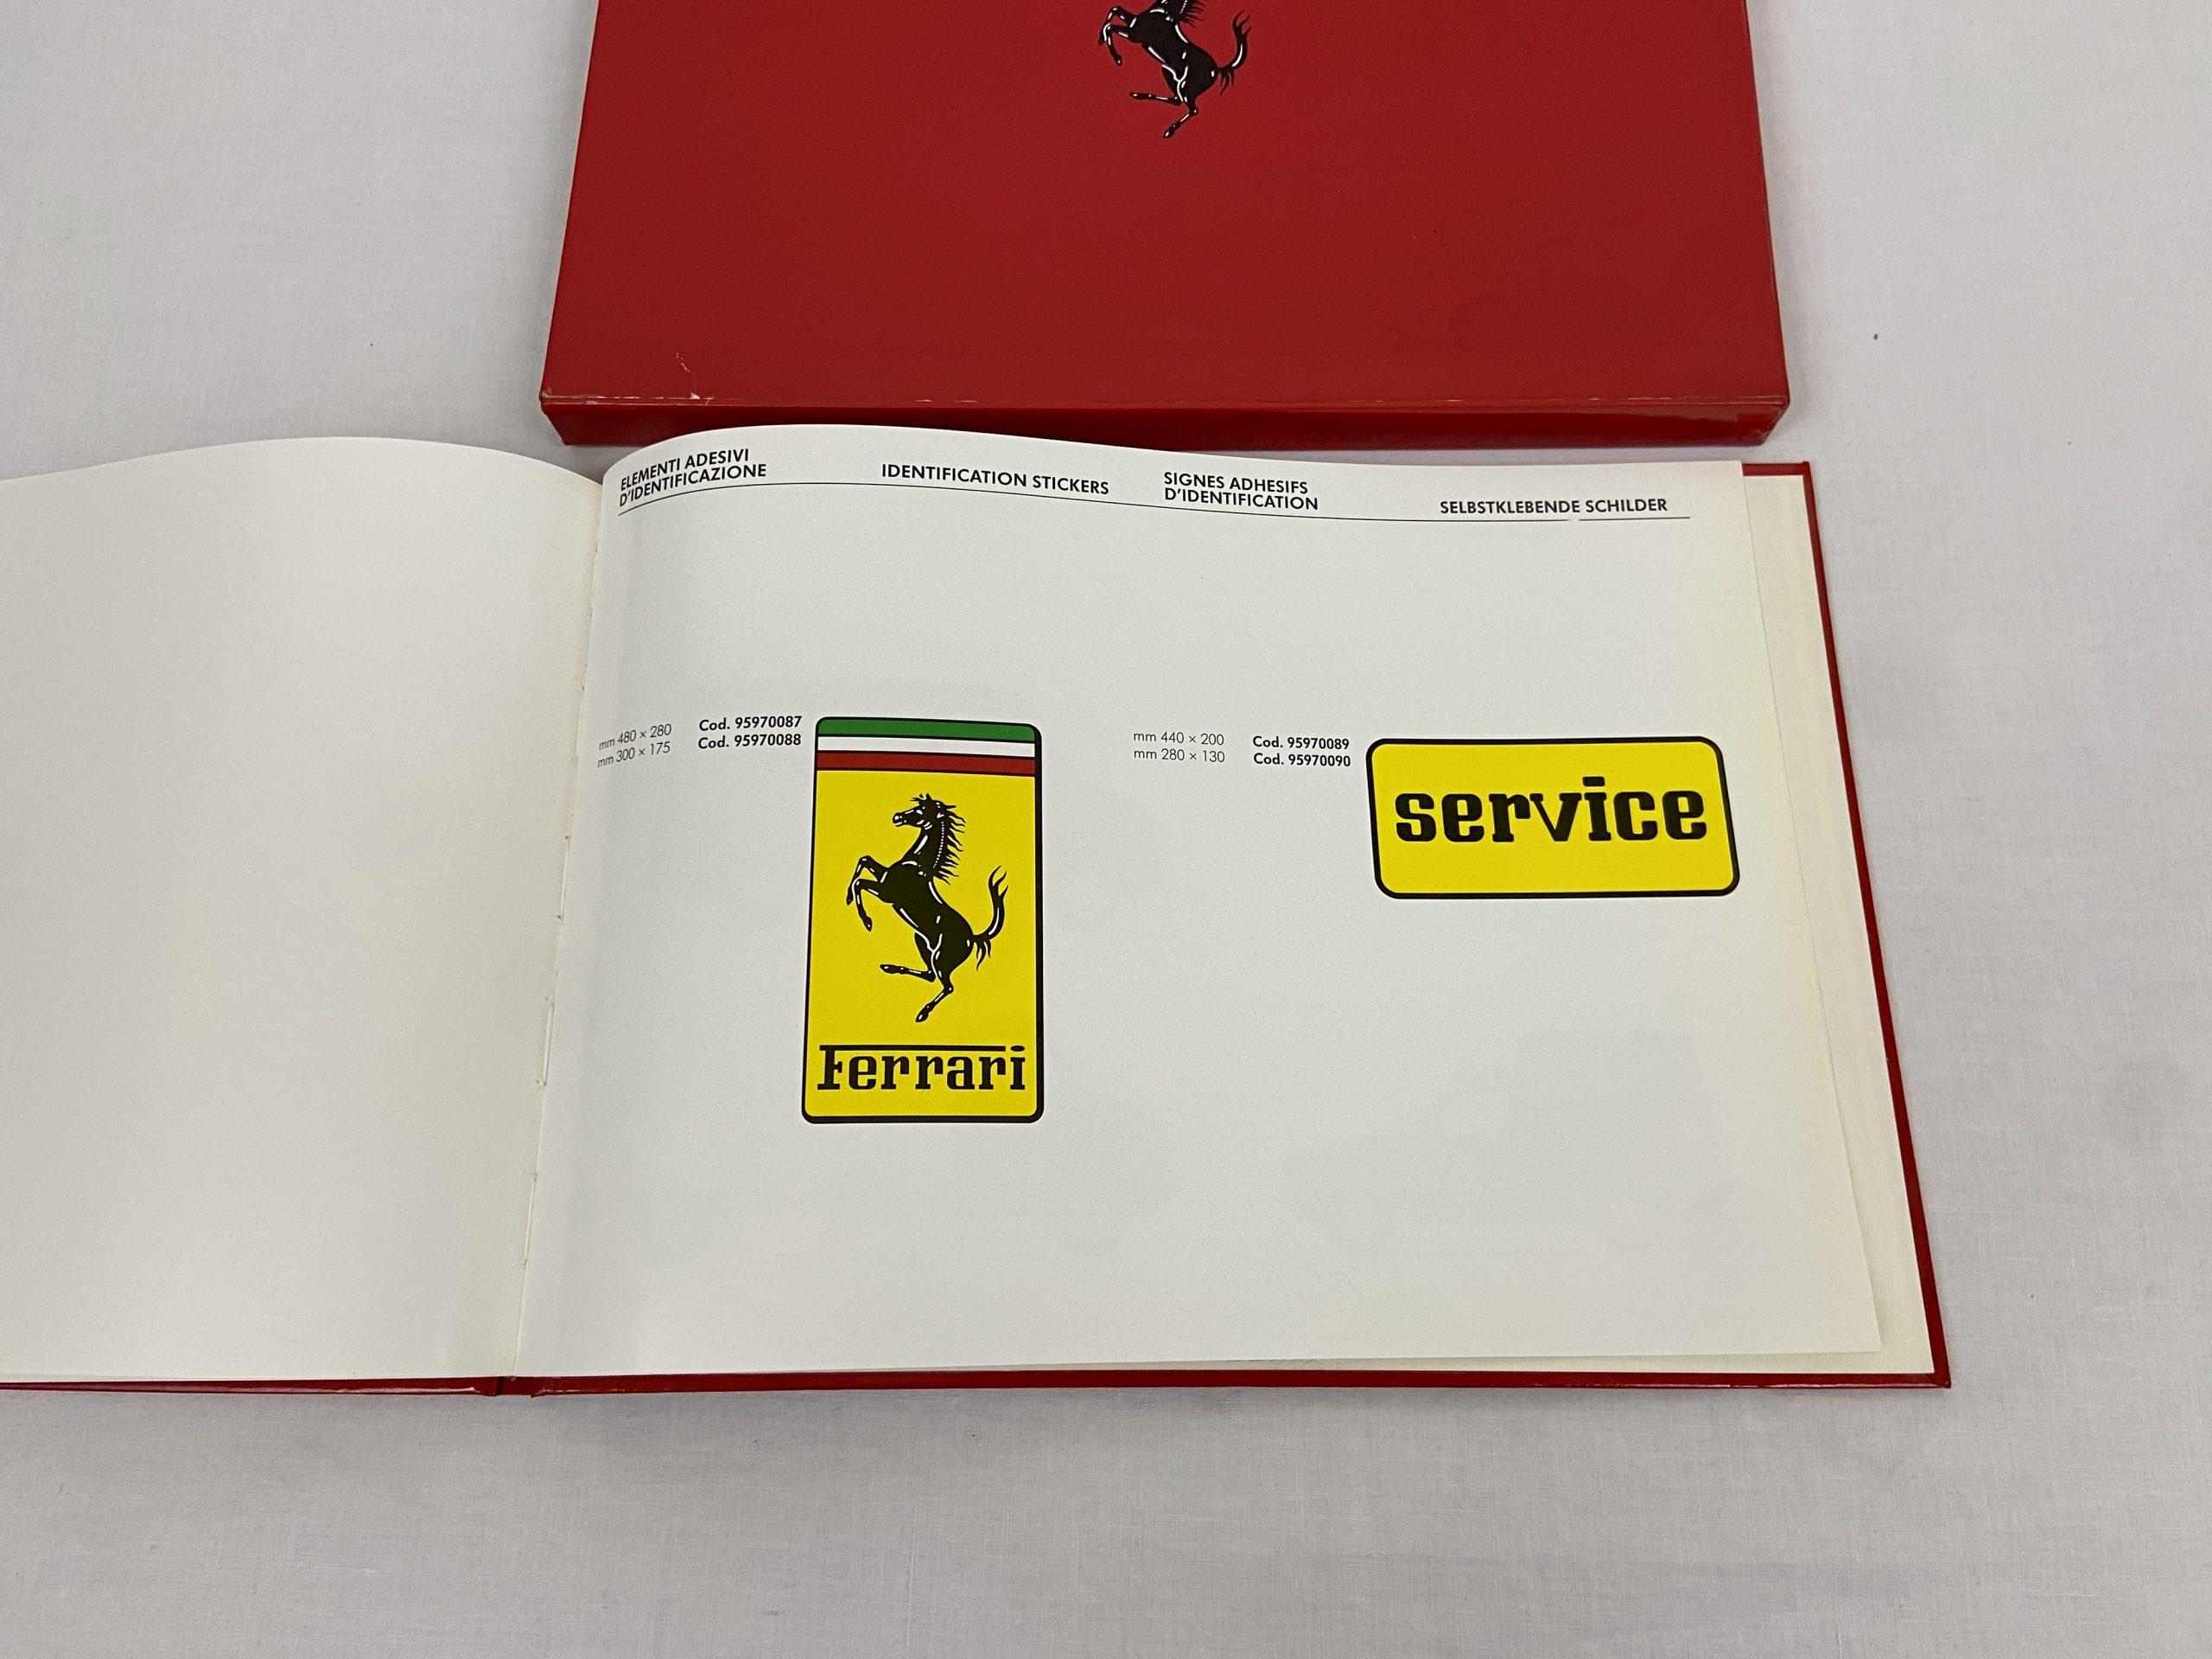 ELEMENTI ADESIVI
D'IDENTIFICAZIONE
IDENTIFICATION STICKERS
SIGNES ADHESIFS
D'IDENTIFICATION
SELBSTKLEBENDE SCHILDER
mm 480 × 280 Cod. 95970087
mm 300 × 175 Cod. 95970088
Ferrari
mm 440 × 200 Cod. 95970089
mm 280 × 130 Cod. 95970090
service